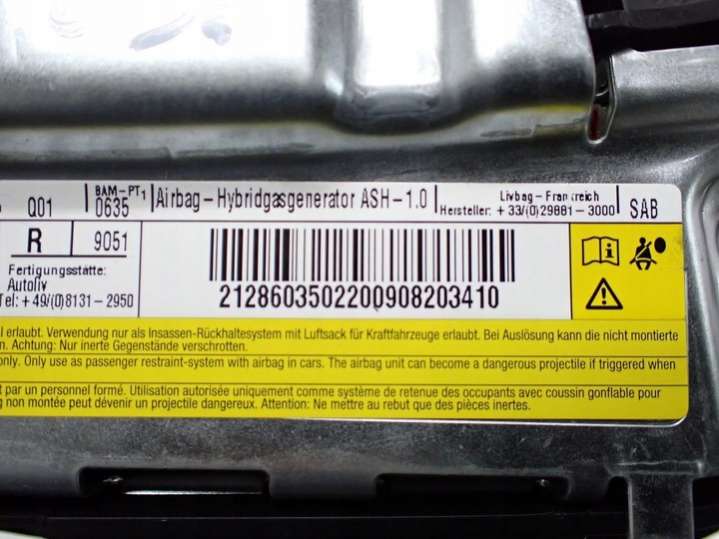 Q01
BAM-PT1
0635
Airbag-Hybridgasgenerator ASH-1.0
Livbag-Frankreich
Hersteller: +33/(0)29881-3000
SAB
R
9051
Fertigungsstätte:
Autoliv
Tel: +49/(0)8131-2950
21286035022009008203410
erlaubt. Verwendung nur als Insassen-Rückhaltesystem mit Luftsack für Kraftfahrzeuge erlaubt. Bei Auslösung kann die nicht montierte
n. Achtung: Nur inerte Gegenstände verschrotten.
only. Only use as passenger restraint-system with airbag in cars. The airbag unit can become a dangerous projectile if triggered when
t par un personnel formé. Utilisation autorisée uniquement comme système de retenue des occupants avec coussin gonflable pour
g non montée peut dévenir un projectile dangereux. Attention: Ne mettre au rebut que des pièces inertes.